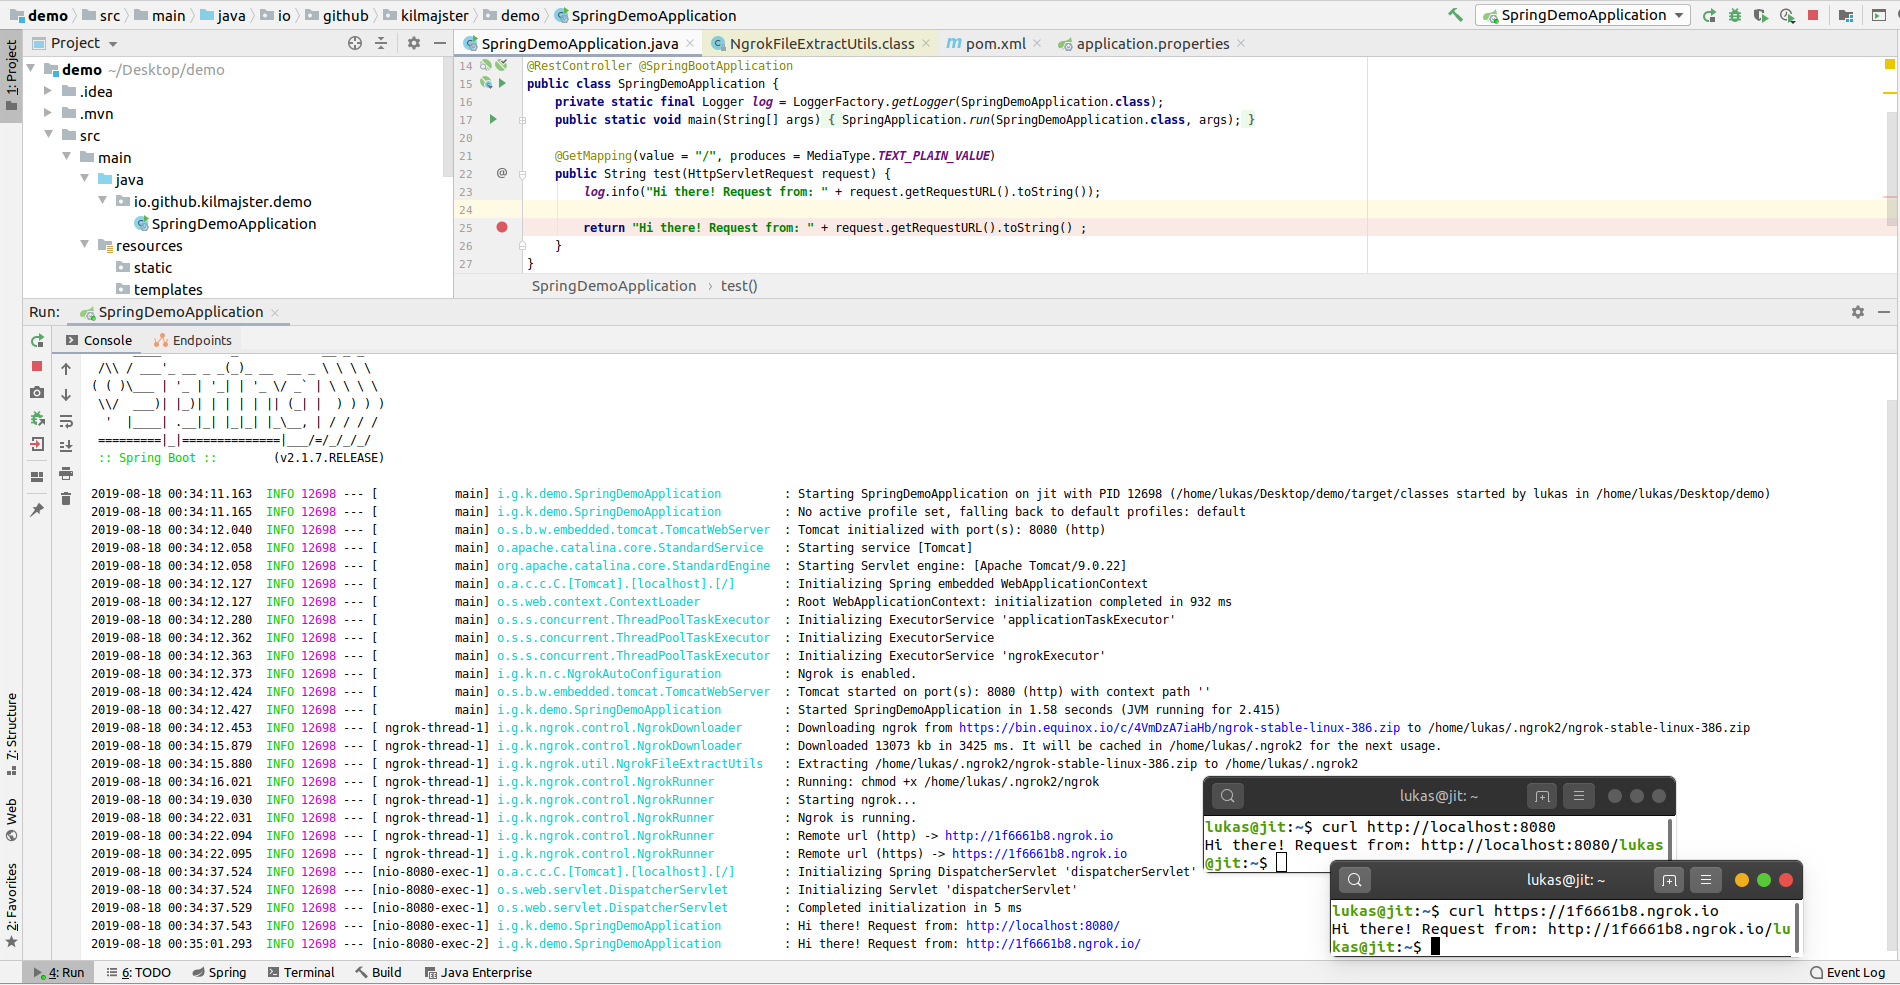 demo src main java io github kilmajster demo SpringDemoApplication SpringDemoApplication
1: Project
Project
SpringDemoApplication.java NgrokFileExtractUtils.class m pom.xml application.properties
demo ~/Desktop/demo
.idea
.mvn
src
main
java
io.github.kilmajster.demo
SpringDemoApplication
resources
static
templates
14 @RestController @SpringBootApplication
15 public class SpringDemoApplication {
16 private static final Logger log = LoggerFactory.getLogger(SpringDemoApplication.class);
17 public static void main(String[] args) { SpringApplication.run(SpringDemoApplication.class, args); }
20
21 @GetMapping(value = "/", produces = MediaType.TEXT_PLAIN_VALUE)
22 @ public String test(HttpServletRequest request) {
23 log.info("Hi there! Request from: " + request.getRequestURL().toString());
24
25 return "Hi there! Request from: " + request.getRequestURL().toString() ;
26 }
27 }
SpringDemoApplication › test()
Run: SpringDemoApplication
Console Endpoints
  .   ____          _            __ _ _
 /\\ / ___'_ __ _ _(_)_ __  __ _ \ \ \ \
( ( )\___ | '_ | '_| | '_ \/ _` | \ \ \ \
 \\/  ___)| |_)| | | | | || (_| |  ) ) ) )
  '  |____| .__|_| |_|_| |_\__, | / / / /
 =========|_|==============|___/=/_/_/_/
 :: Spring Boot ::        (v2.1.7.RELEASE)
2019-08-18 00:34:11.163 INFO 12698 --- [ main] i.g.k.demo.SpringDemoApplication : Starting SpringDemoApplication on jit with PID 12698 (/home/lukas/Desktop/demo/target/classes started by lukas in /home/lukas/Desktop/demo)
2019-08-18 00:34:11.165 INFO 12698 --- [ main] i.g.k.demo.SpringDemoApplication : No active profile set, falling back to default profiles: default
2019-08-18 00:34:12.040 INFO 12698 --- [ main] o.s.b.w.embedded.tomcat.TomcatWebServer : Tomcat initialized with port(s): 8080 (http)
2019-08-18 00:34:12.058 INFO 12698 --- [ main] o.apache.catalina.core.StandardService : Starting service [Tomcat]
2019-08-18 00:34:12.058 INFO 12698 --- [ main] org.apache.catalina.core.StandardEngine : Starting Servlet engine: [Apache Tomcat/9.0.22]
2019-08-18 00:34:12.127 INFO 12698 --- [ main] o.a.c.c.C.[Tomcat].[localhost].[/] : Initializing Spring embedded WebApplicationContext
2019-08-18 00:34:12.127 INFO 12698 --- [ main] o.s.web.context.ContextLoader : Root WebApplicationContext: initialization completed in 932 ms
2019-08-18 00:34:12.280 INFO 12698 --- [ main] o.s.s.concurrent.ThreadPoolTaskExecutor : Initializing ExecutorService 'applicationTaskExecutor'
2019-08-18 00:34:12.362 INFO 12698 --- [ main] o.s.s.concurrent.ThreadPoolTaskExecutor : Initializing ExecutorService
2019-08-18 00:34:12.363 INFO 12698 --- [ main] o.s.s.concurrent.ThreadPoolTaskExecutor : Initializing ExecutorService 'ngrokExecutor'
2019-08-18 00:34:12.373 INFO 12698 --- [ main] i.g.k.n.c.NgrokAutoConfiguration : Ngrok is enabled.
2019-08-18 00:34:12.424 INFO 12698 --- [ main] o.s.b.w.embedded.tomcat.TomcatWebServer : Tomcat started on port(s): 8080 (http) with context path ''
2019-08-18 00:34:12.427 INFO 12698 --- [ main] i.g.k.demo.SpringDemoApplication : Started SpringDemoApplication in 1.58 seconds (JVM running for 2.415)
2019-08-18 00:34:12.453 INFO 12698 --- [ ngrok-thread-1] i.g.k.ngrok.control.NgrokDownloader : Downloading ngrok from https://bin.equinox.io/c/4VmDzA7iaHb/ngrok-stable-linux-386.zip to /home/lukas/.ngrok2/ngrok-stable-linux-386.zip
2019-08-18 00:34:15.879 INFO 12698 --- [ ngrok-thread-1] i.g.k.ngrok.control.NgrokDownloader : Downloaded 13073 kb in 3425 ms. It will be cached in /home/lukas/.ngrok2 for the next usage.
2019-08-18 00:34:15.880 INFO 12698 --- [ ngrok-thread-1] i.g.k.ngrok.util.NgrokFileExtractUtils : Extracting /home/lukas/.ngrok2/ngrok-stable-linux-386.zip to /home/lukas/.ngrok2
2019-08-18 00:34:16.021 INFO 12698 --- [ ngrok-thread-1] i.g.k.ngrok.control.NgrokRunner : Running: chmod +x /home/lukas/.ngrok2/ngrok
2019-08-18 00:34:19.030 INFO 12698 --- [ ngrok-thread-1] i.g.k.ngrok.control.NgrokRunner : Starting ngrok...
2019-08-18 00:34:22.031 INFO 12698 --- [ ngrok-thread-1] i.g.k.ngrok.control.NgrokRunner : Ngrok is running.
2019-08-18 00:34:22.094 INFO 12698 --- [ ngrok-thread-1] i.g.k.ngrok.control.NgrokRunner : Remote url (http) -> http://1f6661b8.ngrok.io
2019-08-18 00:34:22.095 INFO 12698 --- [ ngrok-thread-1] i.g.k.ngrok.control.NgrokRunner : Remote url (https) -> https://1f6661b8.ngrok.io
2019-08-18 00:34:37.524 INFO 12698 --- [nio-8080-exec-1] o.a.c.c.C.[Tomcat].[localhost].[/] : Initializing Spring DispatcherServlet 'dispatcherServlet'
2019-08-18 00:34:37.524 INFO 12698 --- [nio-8080-exec-1] o.s.web.servlet.DispatcherServlet : Initializing Servlet 'dispatcherServlet'
2019-08-18 00:34:37.529 INFO 12698 --- [nio-8080-exec-1] o.s.web.servlet.DispatcherServlet : Completed initialization in 5 ms
2019-08-18 00:34:37.543 INFO 12698 --- [nio-8080-exec-1] i.g.k.demo.SpringDemoApplication : Hi there! Request from: http://localhost:8080/
2019-08-18 00:35:01.293 INFO 12698 --- [nio-8080-exec-2] i.g.k.demo.SpringDemoApplication : Hi there! Request from: http://1f6661b8.ngrok.io/
lukas@jit: ~
lukas@jit:~$ curl http://localhost:8080
Hi there! Request from: http://localhost:8080/lukas
@jit:~$
lukas@jit: ~
lukas@jit:~$ curl https://1f6661b8.ngrok.io
Hi there! Request from: http://1f6661b8.ngrok.io/lu
kas@jit:~$
7: Structure
Web
2: Favorites
4: Run 6: TODO Spring Terminal Build Java Enterprise Event Log